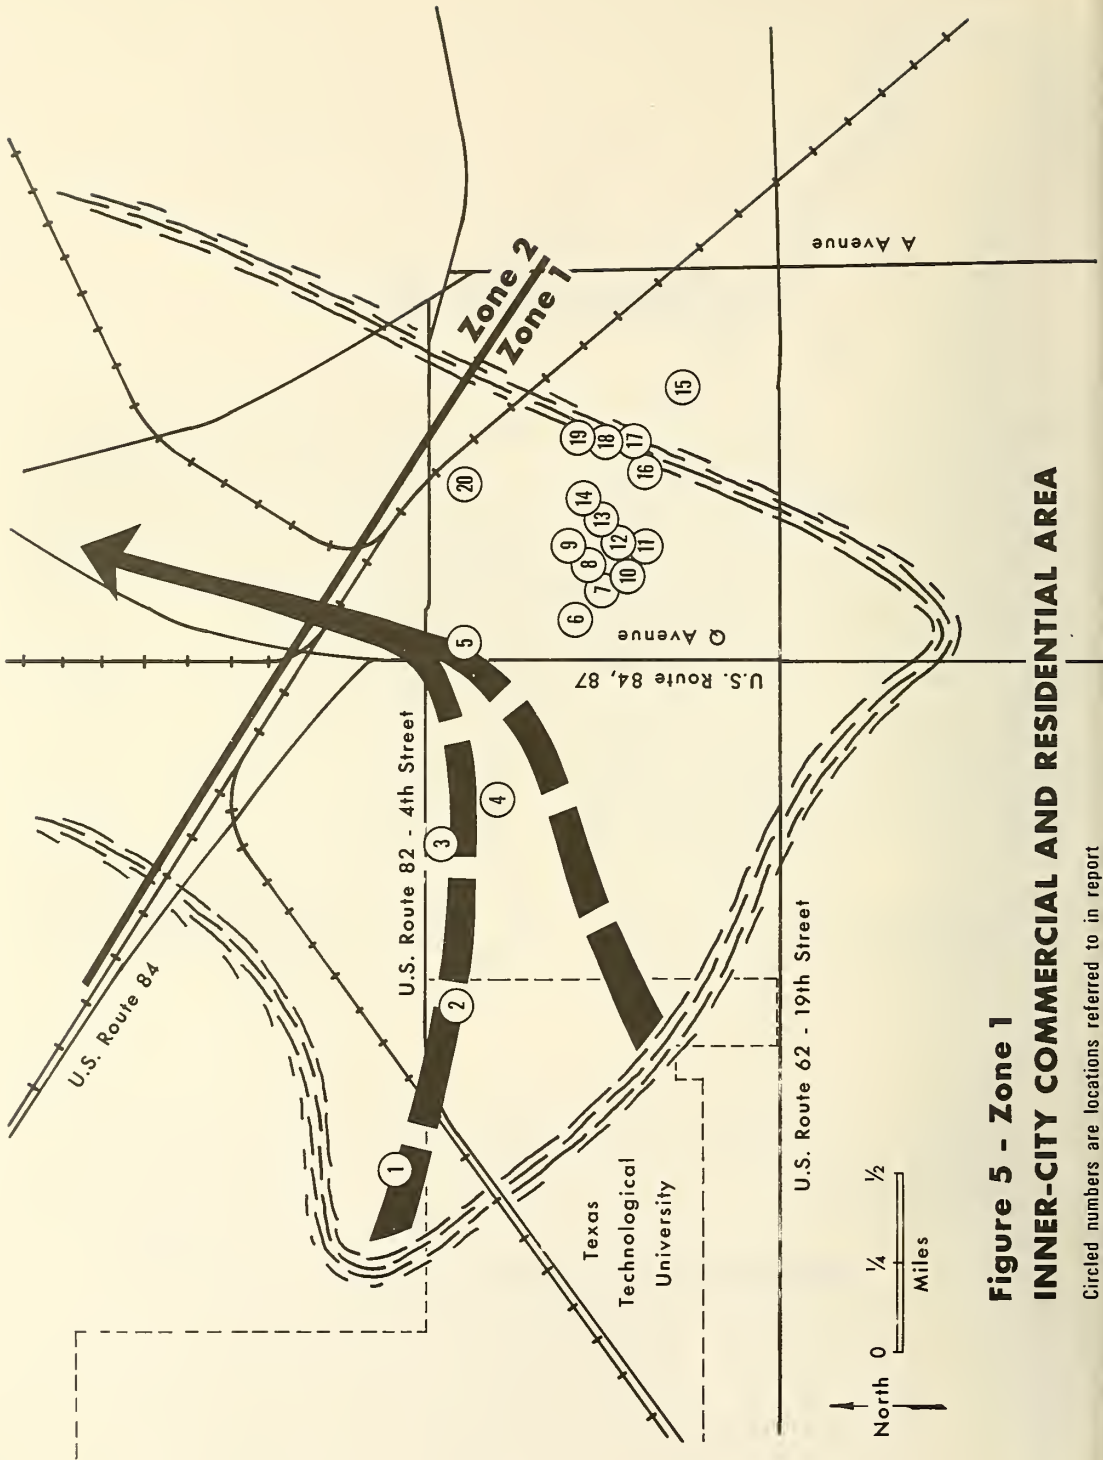 Zone 2
Zone 1
U.S. Route 84
U.S. Route 82 - 4th Street
A Avenue
Q Avenue
U.S. Route 84, 87
U.S. Route 62 - 19th Street
Texas
Technological
University
1
2
3
4
5
6
7
8
9
10
11
12
13
14
15
16
17
18
19
20
North
0 ¼ ½
Miles
Figure 5 - Zone 1
INNER-CITY COMMERCIAL AND RESIDENTIAL AREA
Circled numbers are locations referred to in report